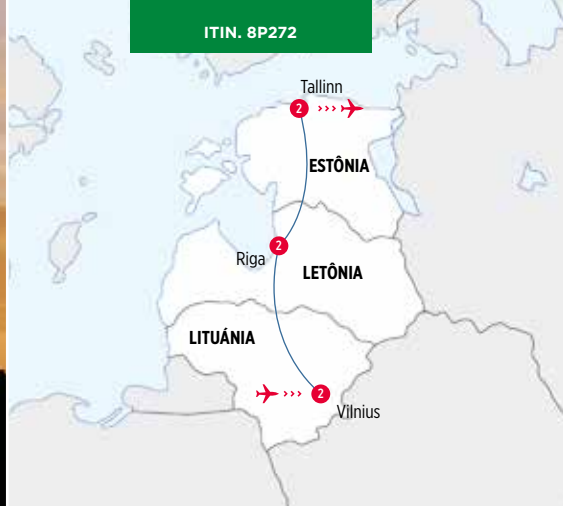 ITIN. 8P272
Tallinn
2
ESTÔNIA
2
Riga
LETÔNIA
LITUÁNIA
2
Vilnius